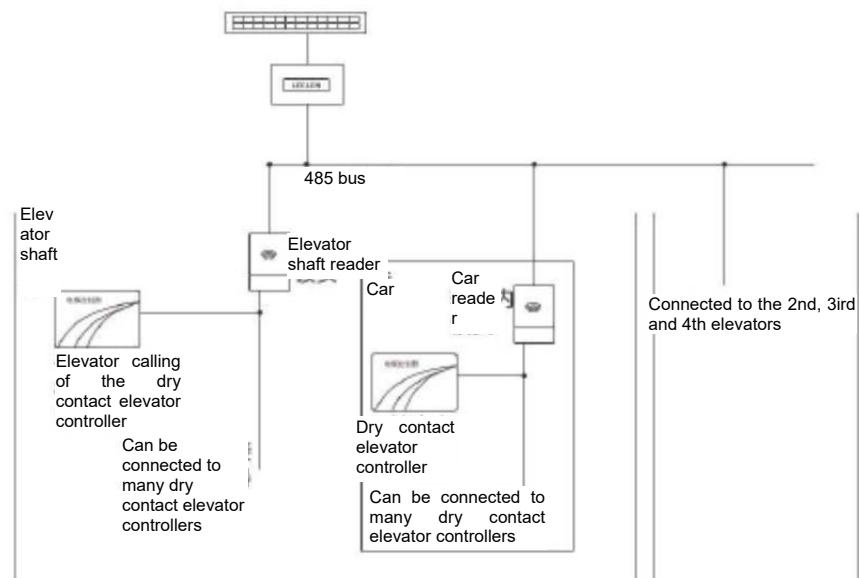 485 bus
Elev
ator
shaft
Elevator
shaft reader
Car
Car
reade
r
Connected to the 2nd, 3ird
and 4th elevators
Elevator calling
of the dry
contact elevator
controller
Dry contact
elevator
controller
Can be
connected to
many dry
contact elevator
controllers
Can be connected to
many dry contact
elevator controllers